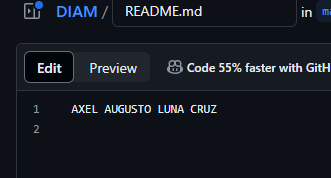 DIAM / README.md in
Edit Preview Code 55% faster with GitH
1 AXEL AUGUSTO LUNA CRUZ
2